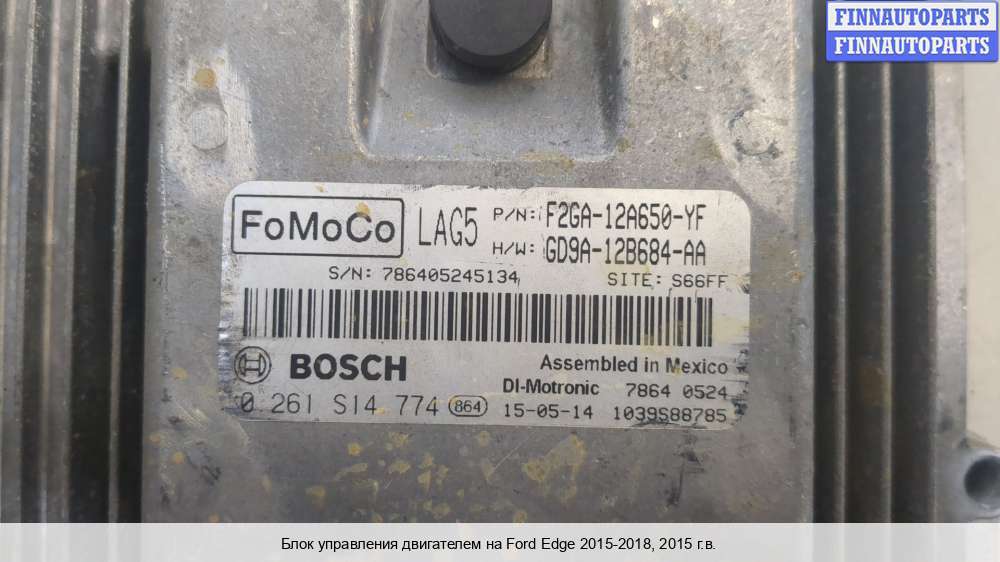 FINNAUTOPARTS
FINNAUTOPARTS
FoMoCo LAG5 P/N: F2GA-12A650-YF
H/W: GD9A-12B684-AA
S/N: 786405245134 SITE: S66FF
BOSCH Assembled in Mexico
DI-Motronic 7864 0524
0 261 S14 774 864 15-05-14 1039S88785
Блок управления двигателем на Ford Edge 2015-2018, 2015 г.в.